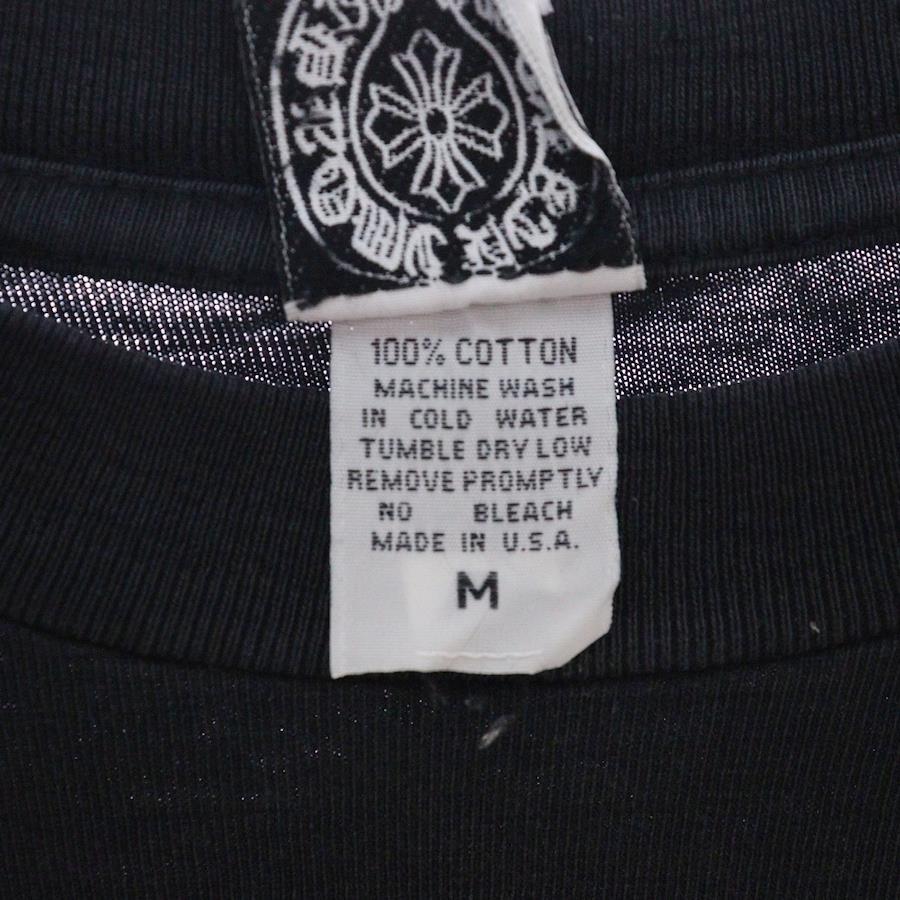 100% COTTON
MACHINE WASH
IN COLD WATER
TUMBLE DRY LOW
REMOVE PROMPTLY
NO BLEACH
MADE IN U.S.A.
M